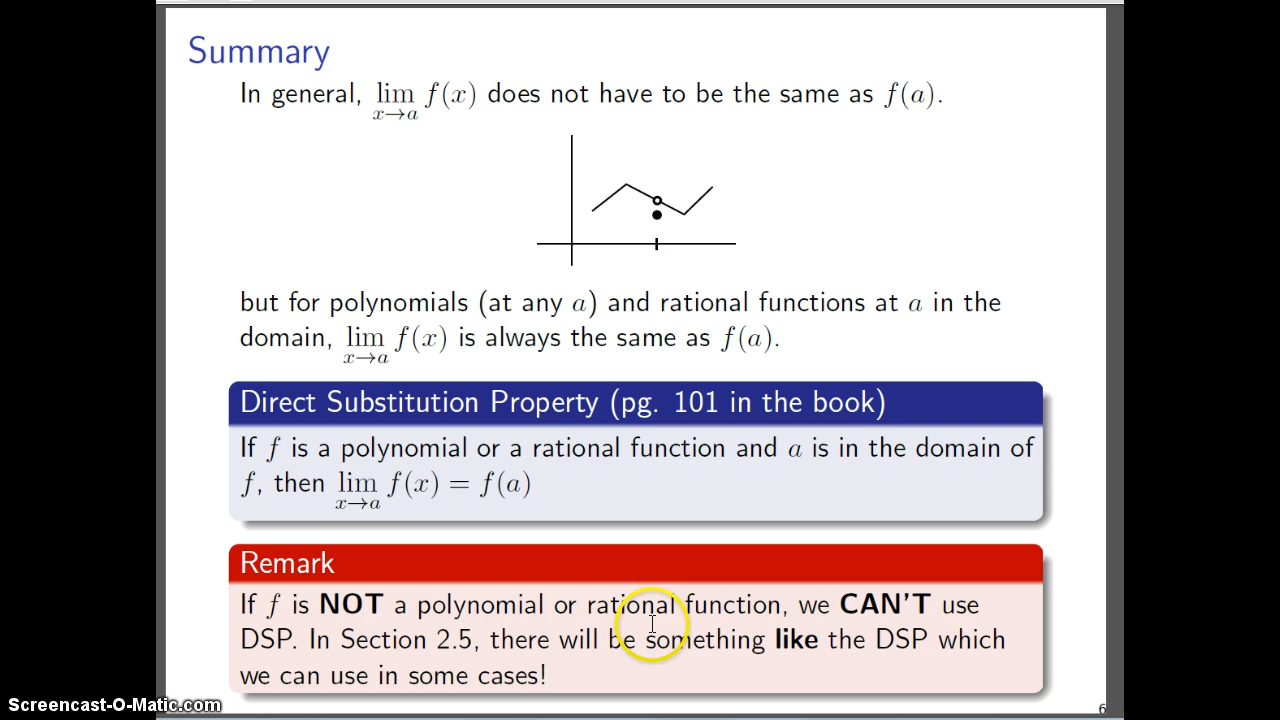 Summary
In general, lim f(x) does not have to be the same as f(a).
x→a
but for polynomials (at any a) and rational functions at a in the
domain, lim f(x) is always the same as f(a).
x→a
Direct Substitution Property (pg. 101 in the book)
If f is a polynomial or a rational function and a is in the domain of
f, then lim f(x) = f(a)
x→a
Remark
If f is NOT a polynomial or rational function, we CAN'T use
DSP. In Section 2.5, there will be something like the DSP which
we can use in some cases!
Screencast-O-Matic.com
6